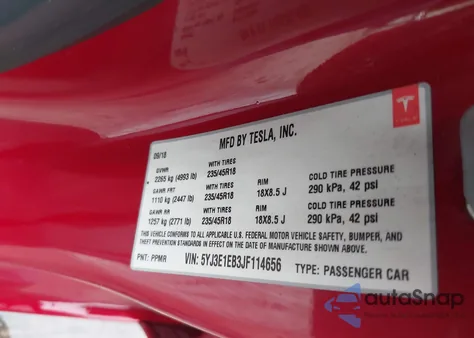 MFD BY TESLA, INC.
09/18
GVWR WITH TIRES
2265 kg (4993 lb) 235/45R18
GAWR FRT WITH TIRES RIM COLD TIRE PRESSURE
1110 kg (2447 lb) 235/45R18 18X8.5 J 290 kPa, 42 psi
GAWR RR WITH TIRES RIM COLD TIRE PRESSURE
1257 kg (2771 lb) 235/45R18 18X8.5 J 290 kPa, 42 psi
THIS VEHICLE CONFORMS TO ALL APPLICABLE U.S. FEDERAL MOTOR VEHICLE SAFETY, BUMPER, AND
THEFT PREVENTION STANDARDS IN EFFECT ON THE DATE OF MANUFACTURE SHOWN ABOVE.
PNT: PPMR VIN: 5YJ3E1EB3JF114656 TYPE: PASSENGER CAR
TESLA
autoSnap